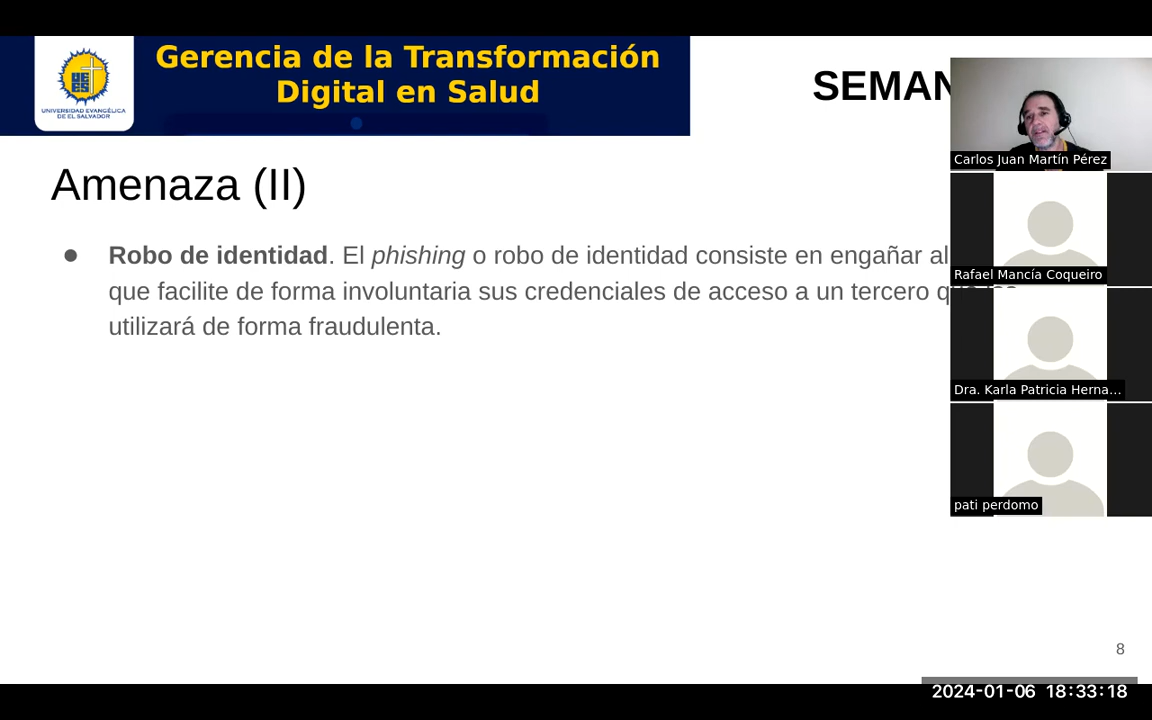 Gerencia de la Transformación
Digital en Salud
UNIVERSIDAD EVANGÉLICA
DE EL SALVADOR
SEMAN
Amenaza (II)
● Robo de identidad. El phishing o robo de identidad consiste en engañar al
que facilite de forma involuntaria sus credenciales de acceso a un tercero
utilizará de forma fraudulenta.
Carlos Juan Martín Pérez
Rafael Mancía Coqueiro
Dra. Karla Patricia Herna...
pati perdomo
8
2024-01-06 18:33:18